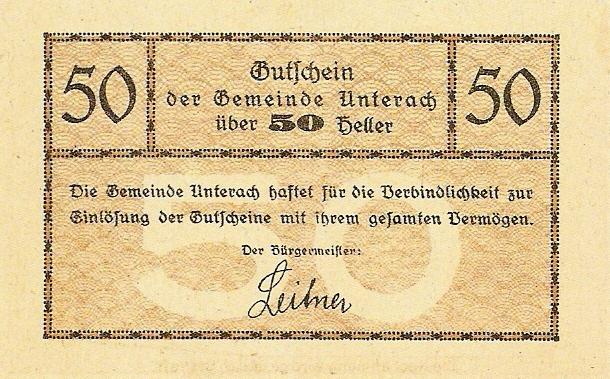 50 Gutschein 50
der Gemeinde Unterach
über 50 Heller
Die Gemeinde Unterach haftet für die Verbindlichkeit zur
Einlösung der Gutscheine mit ihrem gesamten Vermögen.
Der Bürgermeister:
Leitner
50